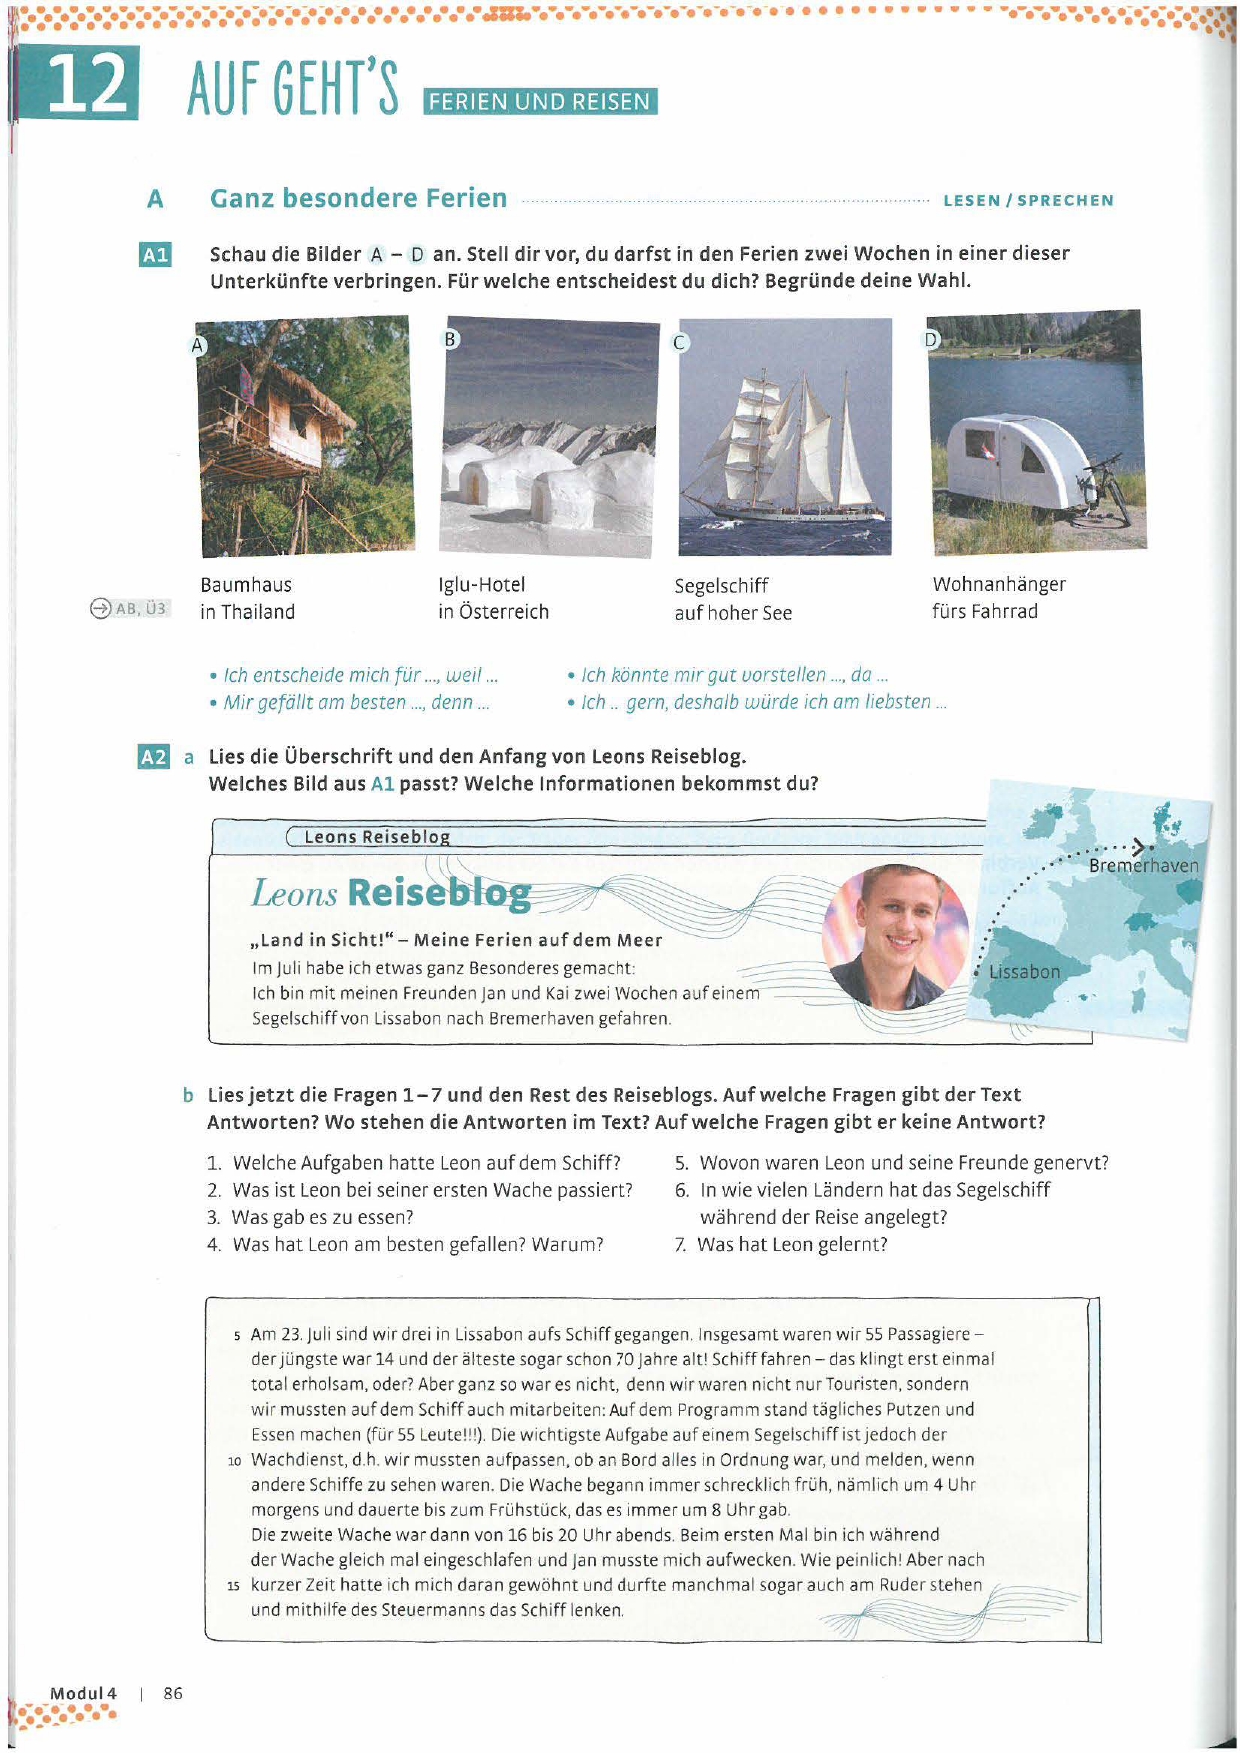 12
AUF GEHT'S
FERIEN UND REISEN
A Ganz besondere Ferien
LESEN / SPRECHEN
A1 Schau die Bilder A – D an. Stell dir vor, du darfst in den Ferien zwei Wochen in einer dieser
Unterkünfte verbringen. Für welche entscheidest du dich? Begründe deine Wahl.
A
B
C
D
Baumhaus
in Thailand
Iglu-Hotel
in Österreich
Segelschiff
auf hoher See
Wohnanhänger
fürs Fahrrad
AB, Ü3
• Ich entscheide mich für ..., weil ...
• Mir gefällt am besten ..., denn ...
• Ich könnte mir gut vorstellen ..., da ...
• Ich .. gern, deshalb würde ich am liebsten ...
A2 a Lies die Überschrift und den Anfang von Leons Reiseblog.
Welches Bild aus A1 passt? Welche Informationen bekommst du?
Leons Reiseblog
Leons Reiseblog
„Land in Sicht!“ – Meine Ferien auf dem Meer
Im Juli habe ich etwas ganz Besonderes gemacht:
Ich bin mit meinen Freunden Jan und Kai zwei Wochen auf einem
Segelschiff von Lissabon nach Bremerhaven gefahren.
Bremerhaven
Lissabon
b Lies jetzt die Fragen 1–7 und den Rest des Reiseblogs. Auf welche Fragen gibt der Text
Antworten? Wo stehen die Antworten im Text? Auf welche Fragen gibt er keine Antwort?
1. Welche Aufgaben hatte Leon auf dem Schiff?
2. Was ist Leon bei seiner ersten Wache passiert?
3. Was gab es zu essen?
4. Was hat Leon am besten gefallen? Warum?
5. Wovon waren Leon und seine Freunde genervt?
6. In wie vielen Ländern hat das Segelschiff
während der Reise angelegt?
7. Was hat Leon gelernt?
5 Am 23. Juli sind wir drei in Lissabon aufs Schiff gegangen. Insgesamt waren wir 55 Passagiere –
der jüngste war 14 und der älteste sogar schon 70 Jahre alt! Schiff fahren – das klingt erst einmal
total erholsam, oder? Aber ganz so war es nicht, denn wir waren nicht nur Touristen, sondern
wir mussten auf dem Schiff auch mitarbeiten: Auf dem Programm stand tägliches Putzen und
Essen machen (für 55 Leute!!!). Die wichtigste Aufgabe auf einem Segelschiff ist jedoch der
10 Wachdienst, d.h. wir mussten aufpassen, ob an Bord alles in Ordnung war, und melden, wenn
andere Schiffe zu sehen waren. Die Wache begann immer schrecklich früh, nämlich um 4 Uhr
morgens und dauerte bis zum Frühstück, das es immer um 8 Uhr gab.
Die zweite Wache war dann von 16 bis 20 Uhr abends. Beim ersten Mal bin ich während
der Wache gleich mal eingeschlafen und Jan musste mich aufwecken. Wie peinlich! Aber nach
15 kurzer Zeit hatte ich mich daran gewöhnt und durfte manchmal sogar auch am Ruder stehen
und mithilfe des Steuermanns das Schiff lenken.
Modul 4 | 86